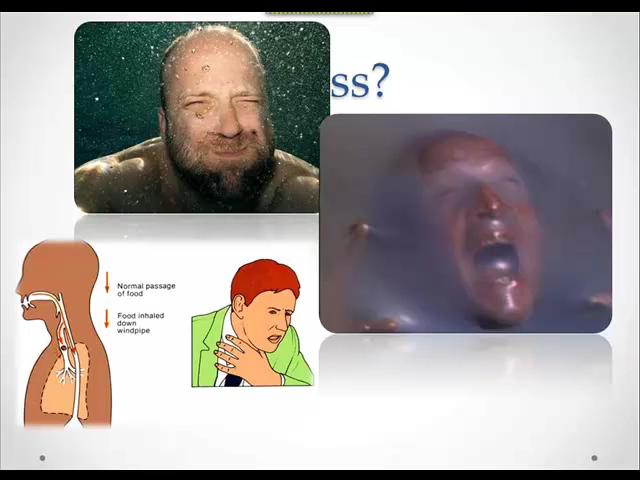 ss?
Normal passage
of food
Food inhaled
down
windpipe